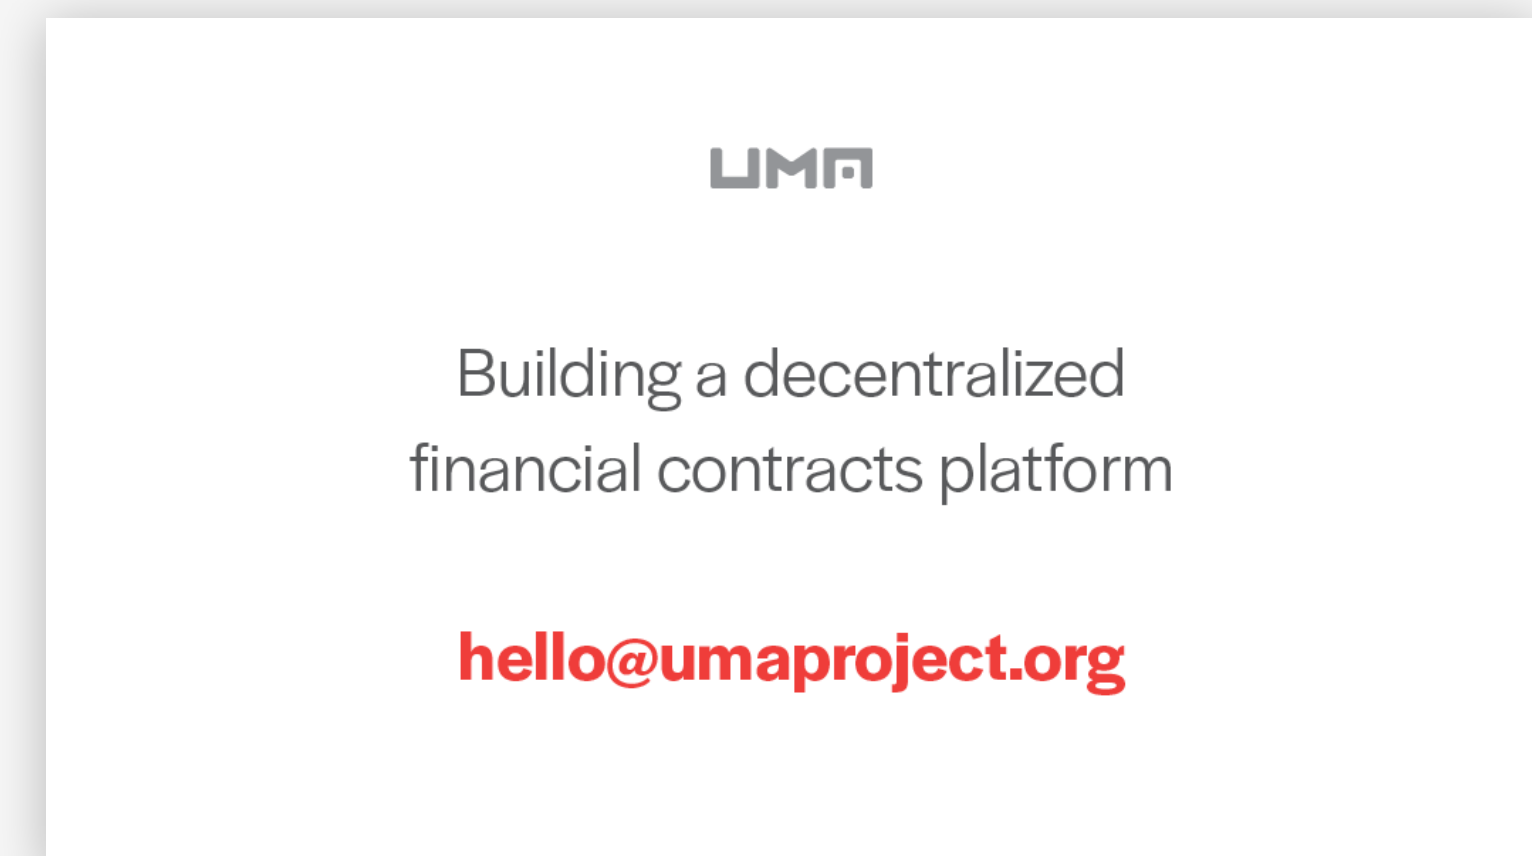 UMA
Building a decentralized
financial contracts platform
hello@umaproject.org